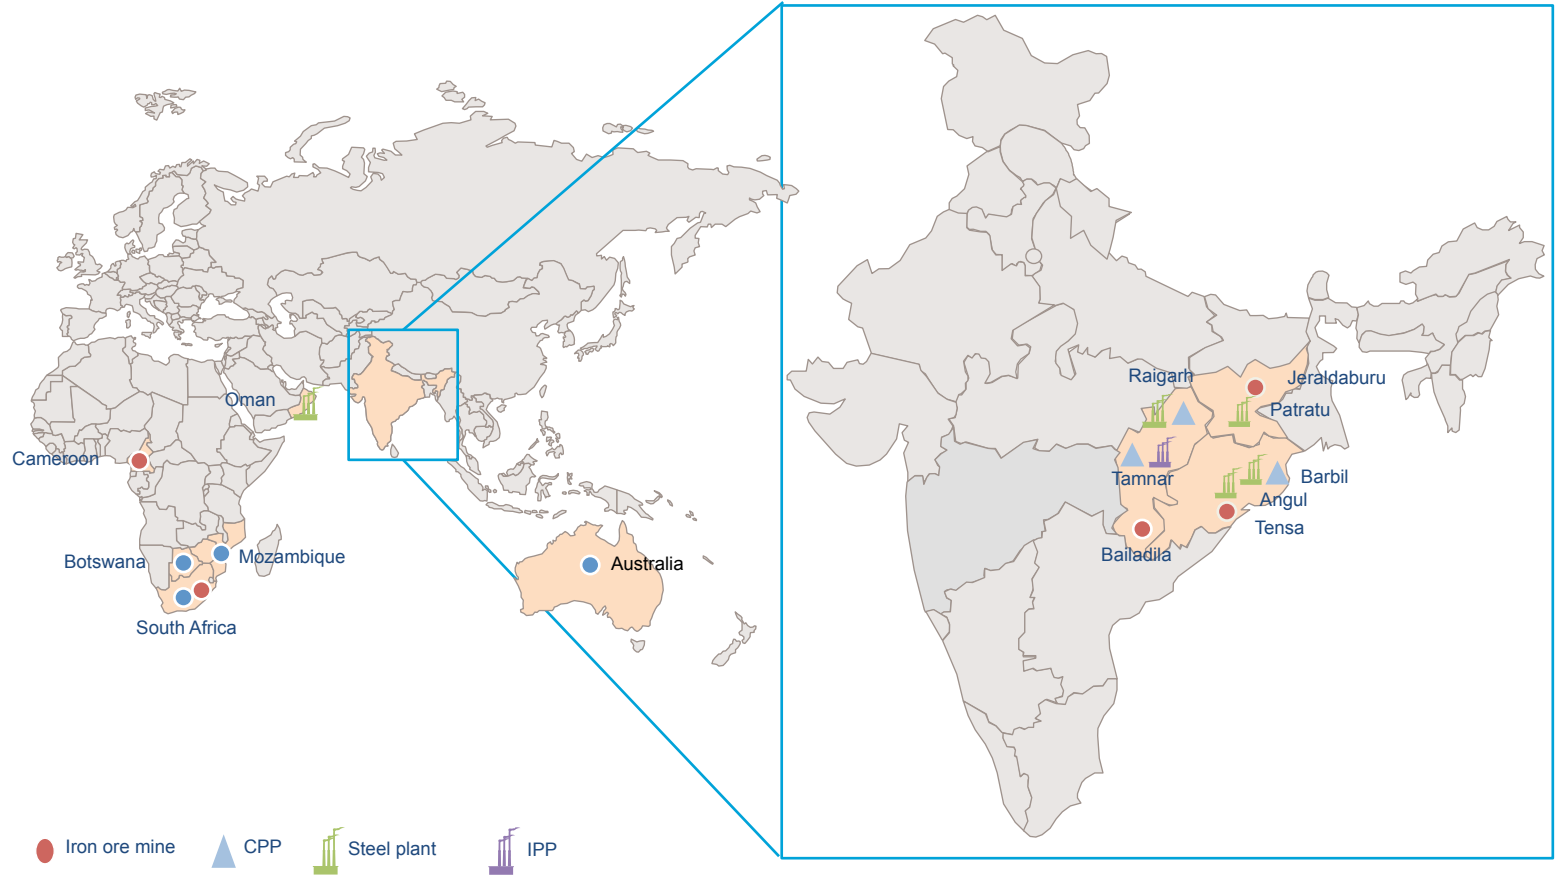 Oman
Cameroon
Botswana
Mozambique
South Africa
Australia
Raigarh
Jeraldaburu
Patratu
Tamnar
Barbil
Angul
Tensa
Bailadila
Iron ore mine
CPP
Steel plant
IPP